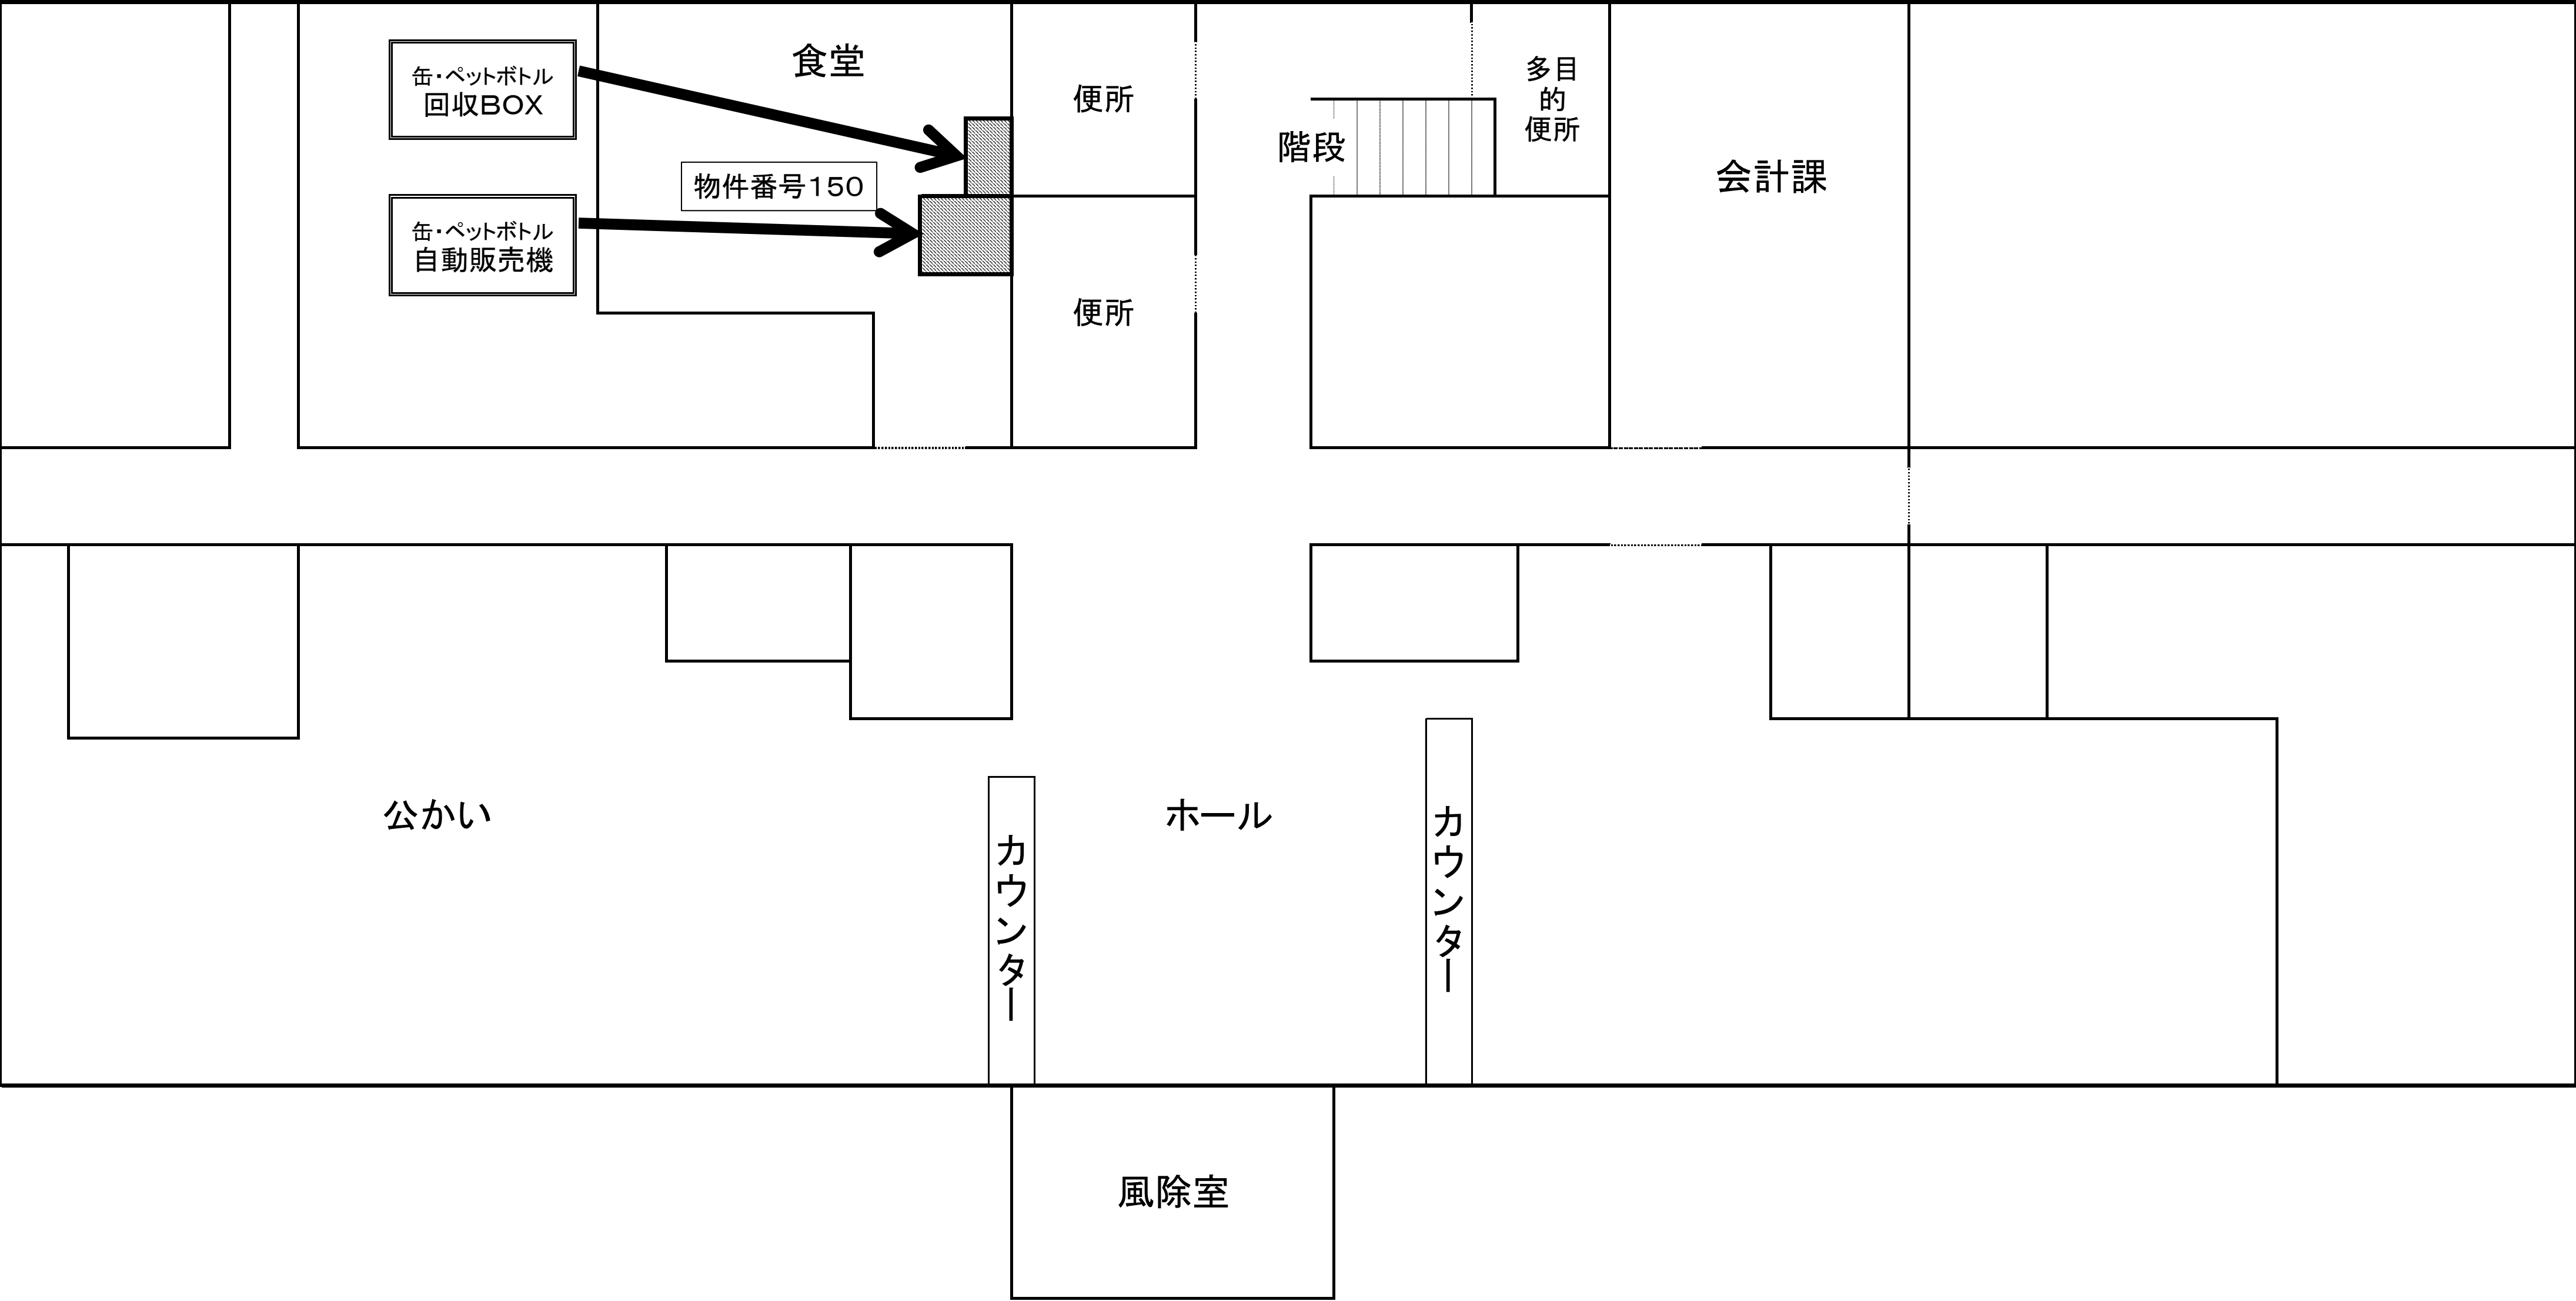 缶・ペットボトル
回収ＢＯＸ
食堂
便所
階段
多目
的
便所
会計課
物件番号１５０
缶・ペットボトル
自動販売機
便所
公かい
カウンター
ホール
カウンター
風除室